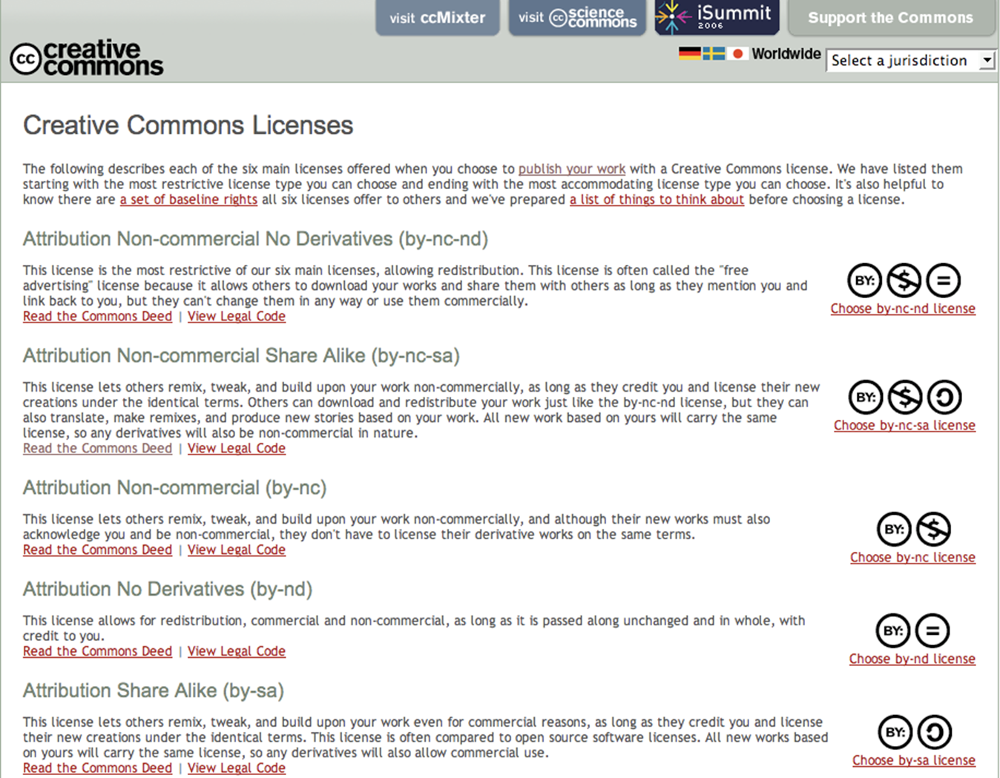 visit ccMixter
visit cc science commons
iSummit
2006
Support the Commons
cc creative commons
Worldwide
Select a jurisdiction
Creative Commons Licenses
The following describes each of the six main licenses offered when you choose to publish your work with a Creative Commons license. We have listed them
starting with the most restrictive license type you can choose and ending with the most accommodating license type you can choose. It's also helpful to
know there are a set of baseline rights all six licenses offer to others and we've prepared a list of things to think about before choosing a license.
Attribution Non-commercial No Derivatives (by-nc-nd)
This license is the most restrictive of our six main licenses, allowing redistribution. This license is often called the "free
advertising" license because it allows others to download your works and share them with others as long as they mention you and
link back to you, but they can't change them in any way or use them commercially.
Read the Commons Deed | View Legal Code
BY: $ =
Choose by-nc-nd license
Attribution Non-commercial Share Alike (by-nc-sa)
This license lets others remix, tweak, and build upon your work non-commercially, as long as they credit you and license their new
creations under the identical terms. Others can download and redistribute your work just like the by-nc-nd license, but they can
also translate, make remixes, and produce new stories based on your work. All new work based on yours will carry the same
license, so any derivatives will also be non-commercial in nature.
Read the Commons Deed | View Legal Code
BY: $
Choose by-nc-sa license
Attribution Non-commercial (by-nc)
This license lets others remix, tweak, and build upon your work non-commercially, and although their new works must also
acknowledge you and be non-commercial, they don't have to license their derivative works on the same terms.
Read the Commons Deed | View Legal Code
BY: $
Choose by-nc license
Attribution No Derivatives (by-nd)
This license allows for redistribution, commercial and non-commercial, as long as it is passed along unchanged and in whole, with
credit to you.
Read the Commons Deed | View Legal Code
BY: =
Choose by-nd license
Attribution Share Alike (by-sa)
This license lets others remix, tweak, and build upon your work even for commercial reasons, as long as they credit you and license
their new creations under the identical terms. This license is often compared to open source software licenses. All new works based
on yours will carry the same license, so any derivatives will also allow commercial use.
Read the Commons Deed | View Legal Code
BY:
Choose by-sa license